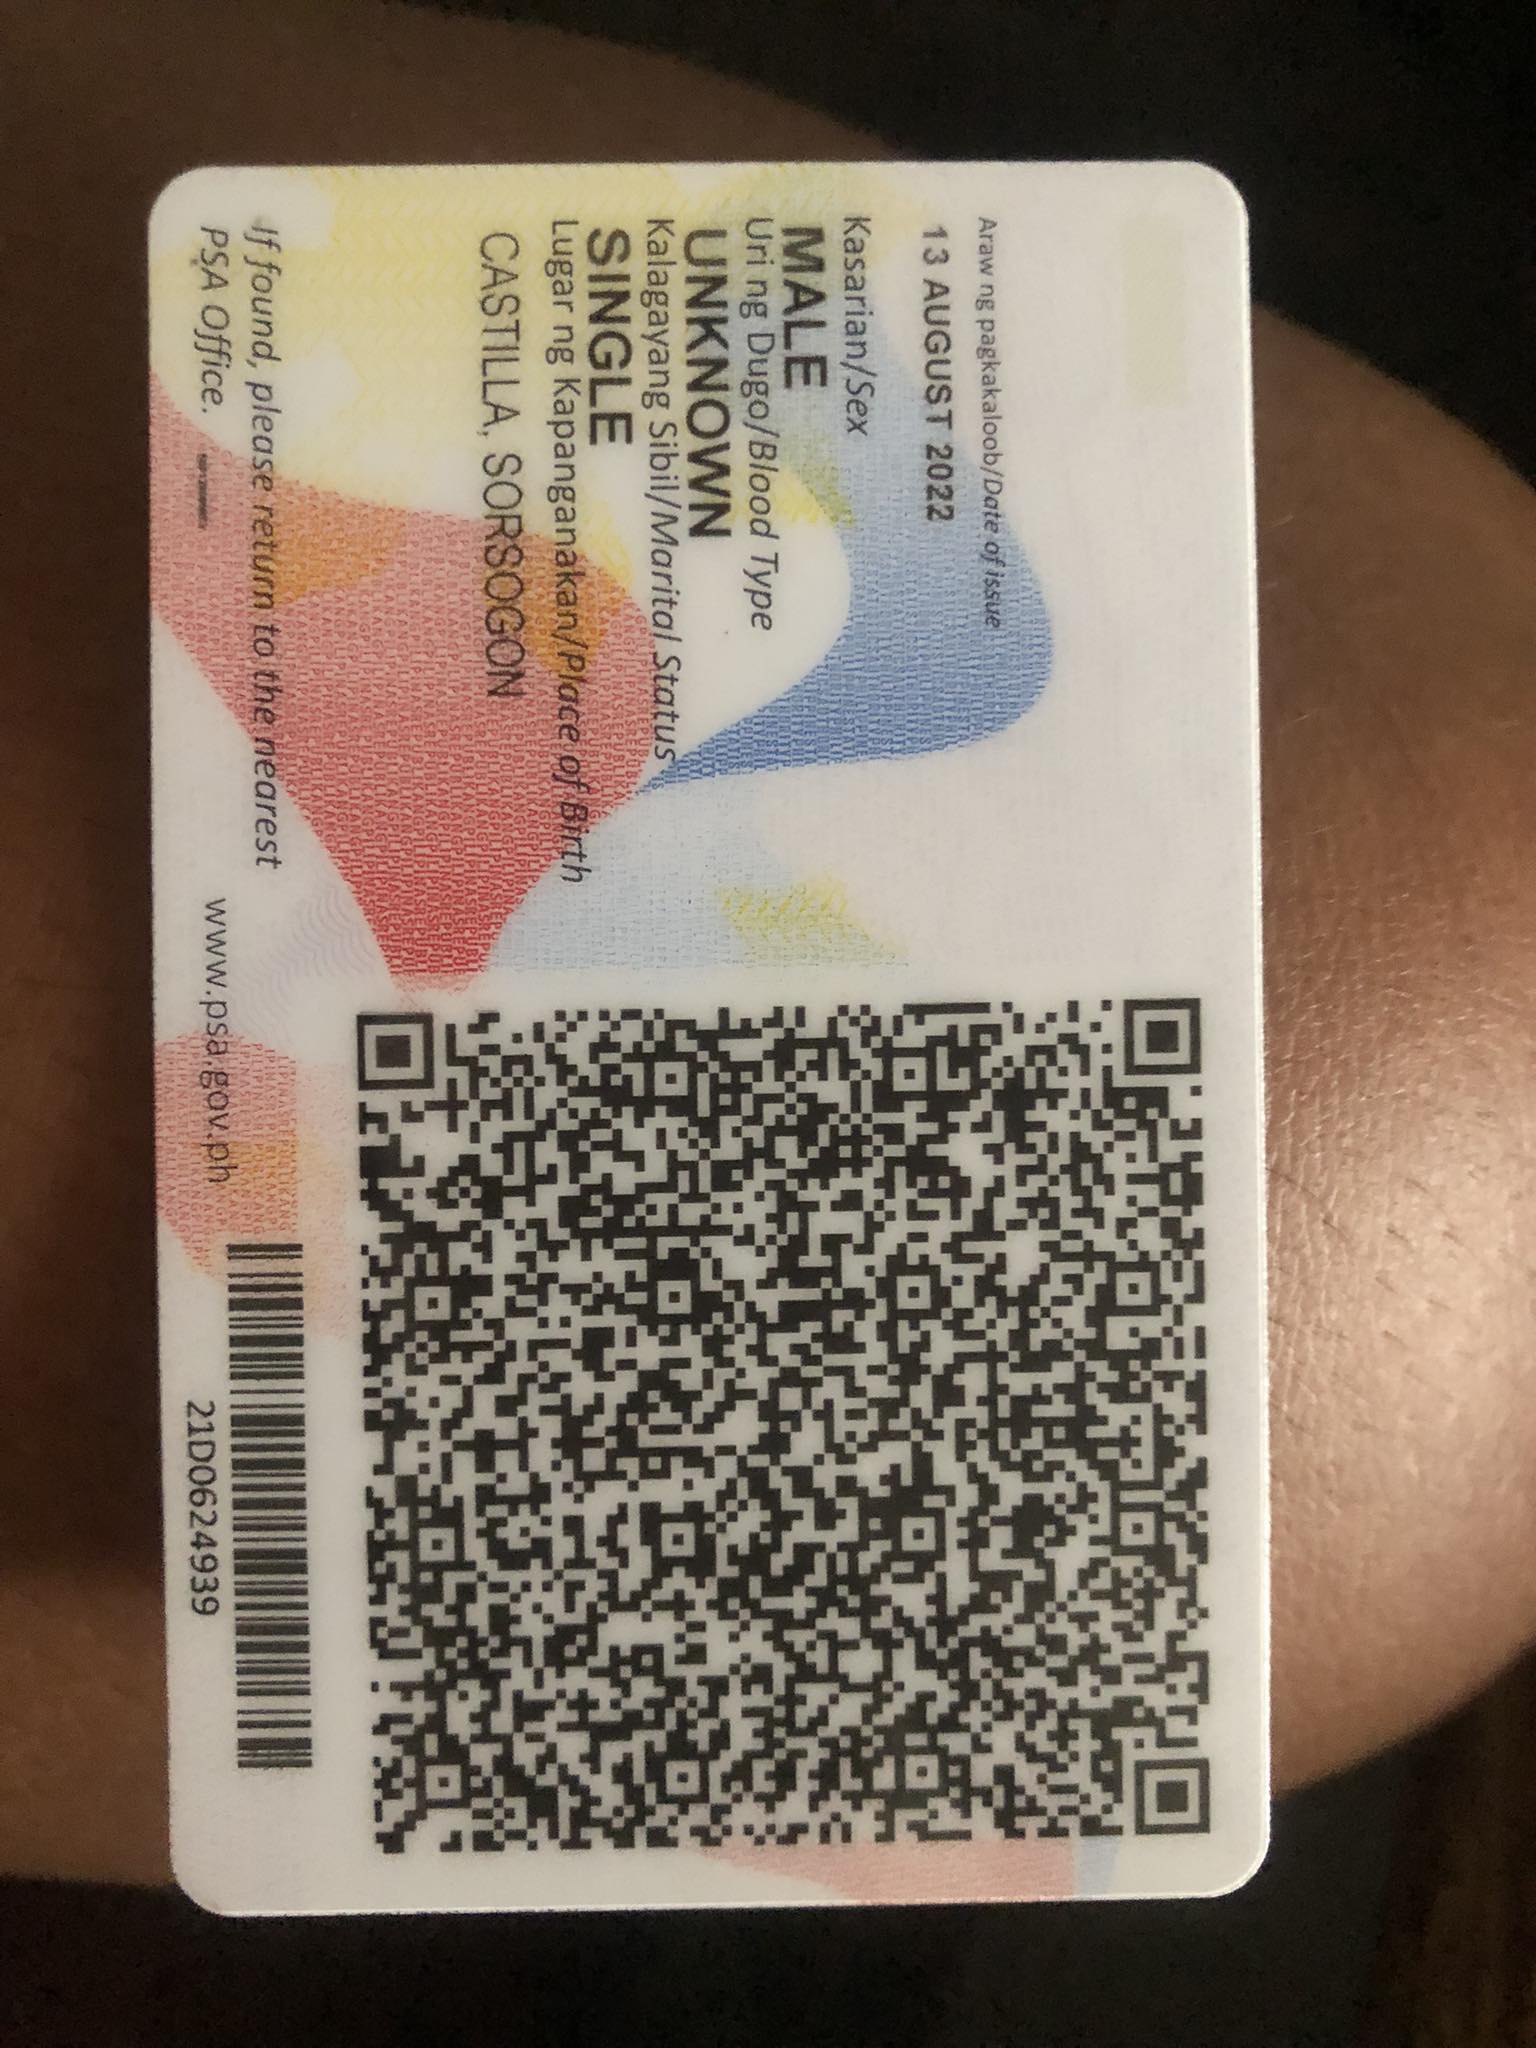 Araw ng pagkakaloob/Date of issue
13 AUGUST 2022
Kasarian/Sex
MALE
Uri ng Dugo/Blood Type
UNKNOWN
Kalagayang Sibil/Marital Status
SINGLE
Lugar ng Kapanganakan/Place of Birth
CASTILLA, SORSOGON
If found, please return to the nearest
PSA Office.
www.psa.gov.ph
21D0624939